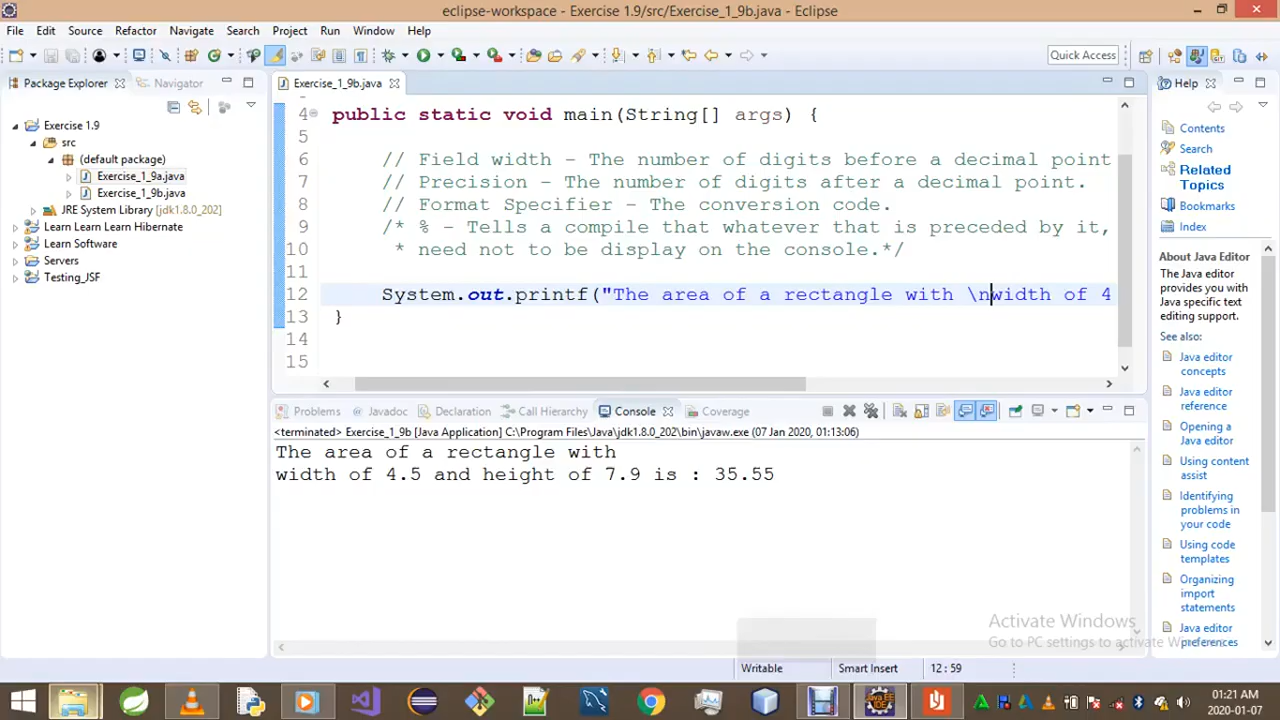 eclipse-workspace - Exercise 1.9/src/Exercise_1_9b.java - Eclipse
File Edit Source Refactor Navigate Search Project Run Window Help
Quick Access
Package Explorer
Navigator
Exercise 1.9
src
(default package)
Exercise_1_9a.java
Exercise_1_9b.java
JRE System Library [jdk1.8.0_202]
Learn Learn Learn Hibernate
Learn Software
Servers
Testing_JSF
Exercise_1_9b.java
4 public static void main(String[] args) {
5
6 // Field width - The number of digits before a decimal point
7 // Precision - The number of digits after a decimal point.
8 // Format Specifier - The conversion code.
9 /* % - Tells a compile that whatever that is preceded by it,
10 * need not to be display on the console.*/
11
12 System.out.printf("The area of a rectangle with \nwidth of 4
13 }
14
15
Problems Javadoc Declaration Call Hierarchy Console Coverage
<terminated> Exercise_1_9b [Java Application] C:\Program Files\Java\jdk1.8.0_202\bin\javaw.exe (07 Jan 2020, 01:13:06)
The area of a rectangle with
width of 4.5 and height of 7.9 is : 35.55
Help
Contents
Search
Related
Topics
Bookmarks
Index
About Java Editor
The Java editor
provides you with
Java specific text
editing support.
See also:
Java editor
concepts
Java editor
reference
Opening a
Java editor
Using content
assist
Identifying
problems in
your code
Using code
templates
Organizing
import
statements
Java editor
preferences
Activate Windows
Go to PC settings to activate Windows.
Writable Smart Insert 12 : 59
01:21 AM
2020-01-07